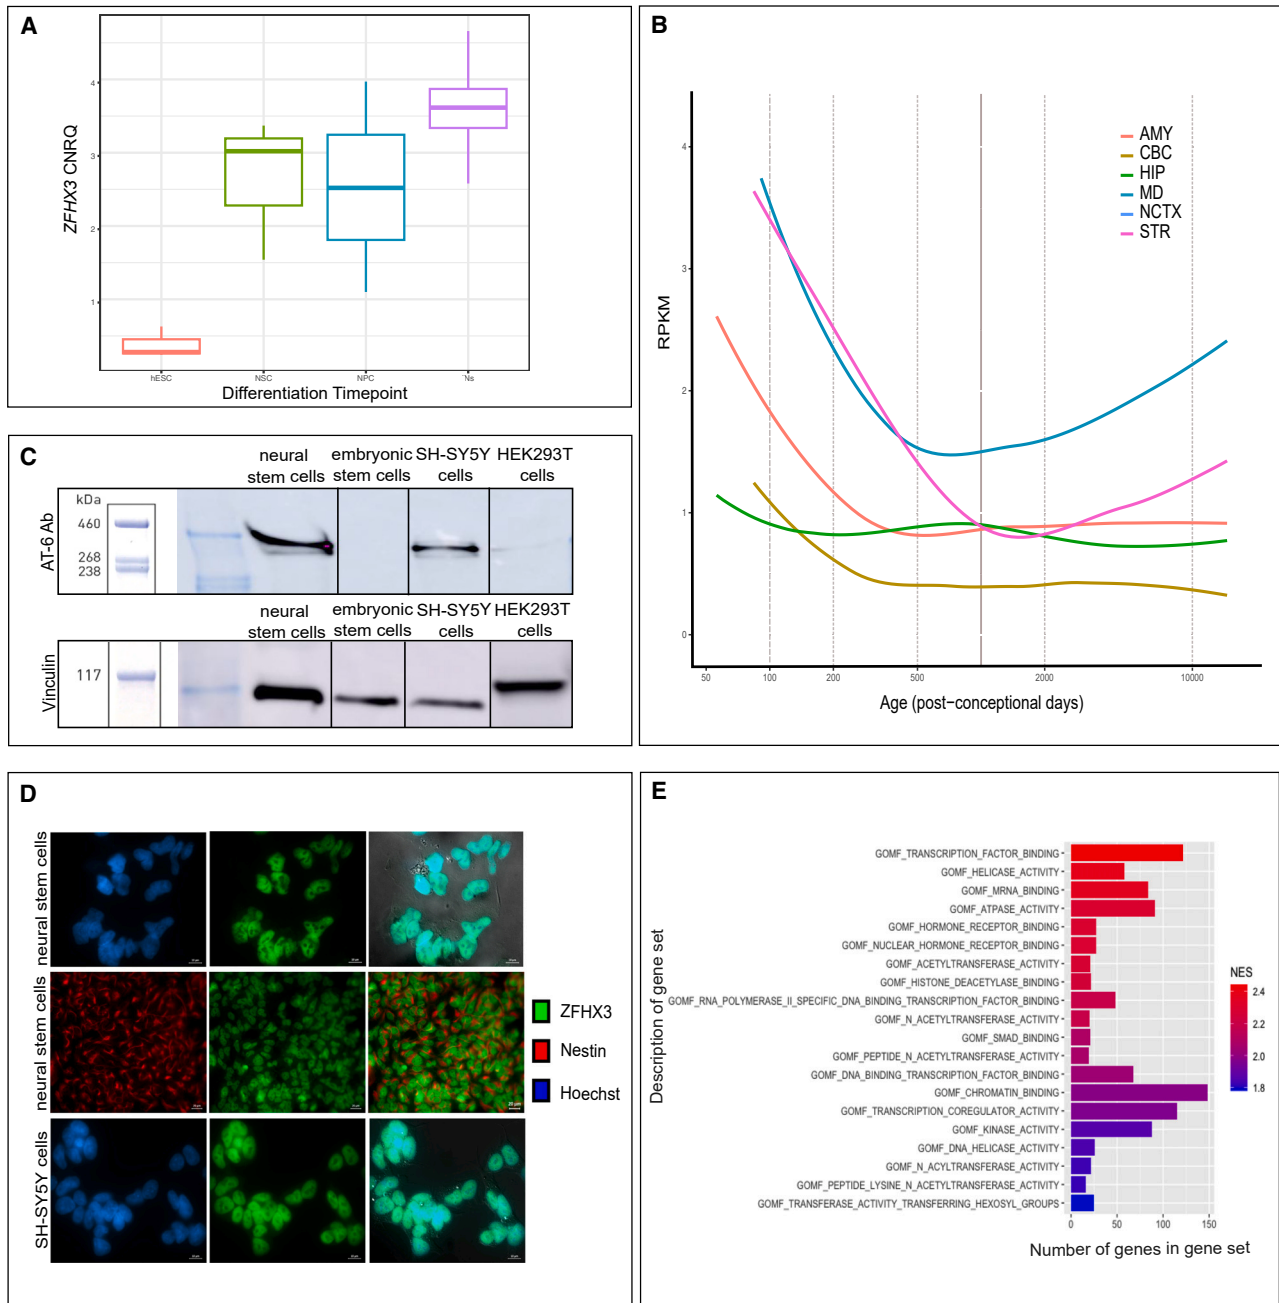 A
ZFHX3 CNRQ
4
3
2
1
hESC
NSC
NPC
Ns
Differentiation Timepoint
B
AMY
CBC
HIP
MD
NCTX
STR
RPKM
4
3
2
1
0
50
100
200
500
2000
10000
Age (post−conceptional days)
C
neural stem cells
embryonic stem cells
SH-SY5Y cells
HEK293T cells
AT-6 Ab
kDa
460
268
238
neural stem cells
embryonic stem cells
SH-SY5Y cells
HEK293T cells
Vinculin
117
D
neural stem cells
neural stem cells
SH-SY5Y cells
ZFHX3
Nestin
Hoechst
E
Description of gene set
GOMF_TRANSCRIPTION_FACTOR_BINDING
GOMF_HELICASE_ACTIVITY
GOMF_MRNA_BINDING
GOMF_ATPASE_ACTIVITY
GOMF_HORMONE_RECEPTOR_BINDING
GOMF_NUCLEAR_HORMONE_RECEPTOR_BINDING
GOMF_ACETYLTRANSFERASE_ACTIVITY
GOMF_HISTONE_DEACETYLASE_BINDING
GOMF_RNA_POLYMERASE_II_SPECIFIC_DNA_BINDING_TRANSCRIPTION_FACTOR_BINDING
GOMF_N_ACETYLTRANSFERASE_ACTIVITY
GOMF_SMAD_BINDING
GOMF_PEPTIDE_N_ACETYLTRANSFERASE_ACTIVITY
GOMF_DNA_BINDING_TRANSCRIPTION_FACTOR_BINDING
GOMF_CHROMATIN_BINDING
GOMF_TRANSCRIPTION_COREGULATOR_ACTIVITY
GOMF_KINASE_ACTIVITY
GOMF_DNA_HELICASE_ACTIVITY
GOMF_N_ACYLTRANSFERASE_ACTIVITY
GOMF_PEPTIDE_LYSINE_N_ACETYLTRANSFERASE_ACTIVITY
GOMF_TRANSFERASE_ACTIVITY_TRANSFERRING_HEXOSYL_GROUPS
0
50
100
150
Number of genes in gene set
NES
2.4
2.2
2.0
1.8